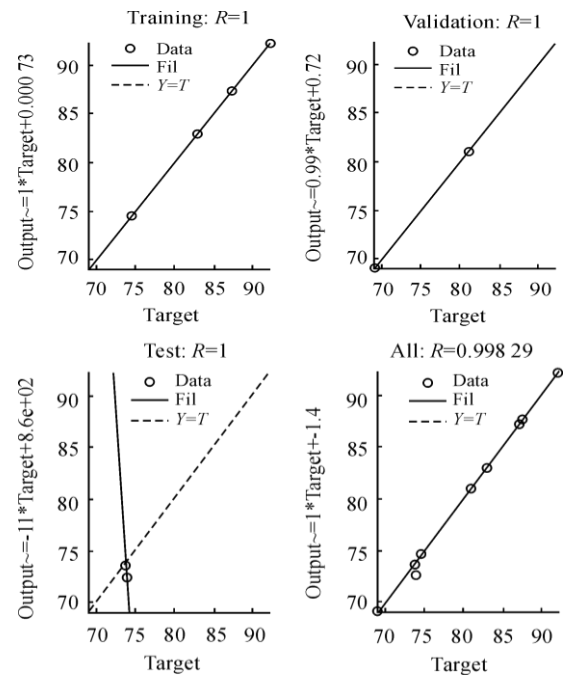 Training: R=1
Output~=1*Target+0.000 73
90
85
80
75
70
Data
Fil
Y=T
70 75 80 85 90
Target
Validation: R=1
Output~=0.99*Target+0.72
90
85
80
75
70
Data
Fil
Y=T
70 75 80 85 90
Target
Test: R=1
Output~=-11*Target+8.6e+02
90
85
80
75
70
Data
Fil
Y=T
70 75 80 85 90
Target
All: R=0.998 29
Output~=1*Target+-1.4
90
85
80
75
70
Data
Fil
Y=T
70 75 80 85 90
Target